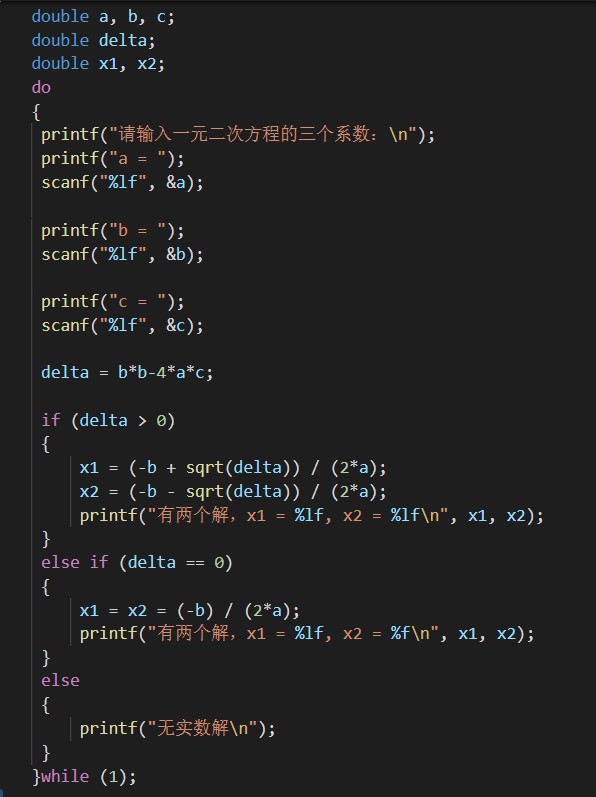 double a, b, c;
double delta;
double x1, x2;
do
{
printf("请输入一元二次方程的三个系数：\n");
printf("a = ");
scanf("%lf", &a);
printf("b = ");
scanf("%lf", &b);
printf("c = ");
scanf("%lf", &c);
delta = b*b-4*a*c;
if (delta > 0)
{
x1 = (-b + sqrt(delta)) / (2*a);
x2 = (-b - sqrt(delta)) / (2*a);
printf("有两个解，x1 = %lf, x2 = %lf\n", x1, x2);
}
else if (delta == 0)
{
x1 = x2 = (-b) / (2*a);
printf("有两个解，x1 = %lf, x2 = %f\n", x1, x2);
}
else
{
printf("无实数解\n");
}
}while (1);